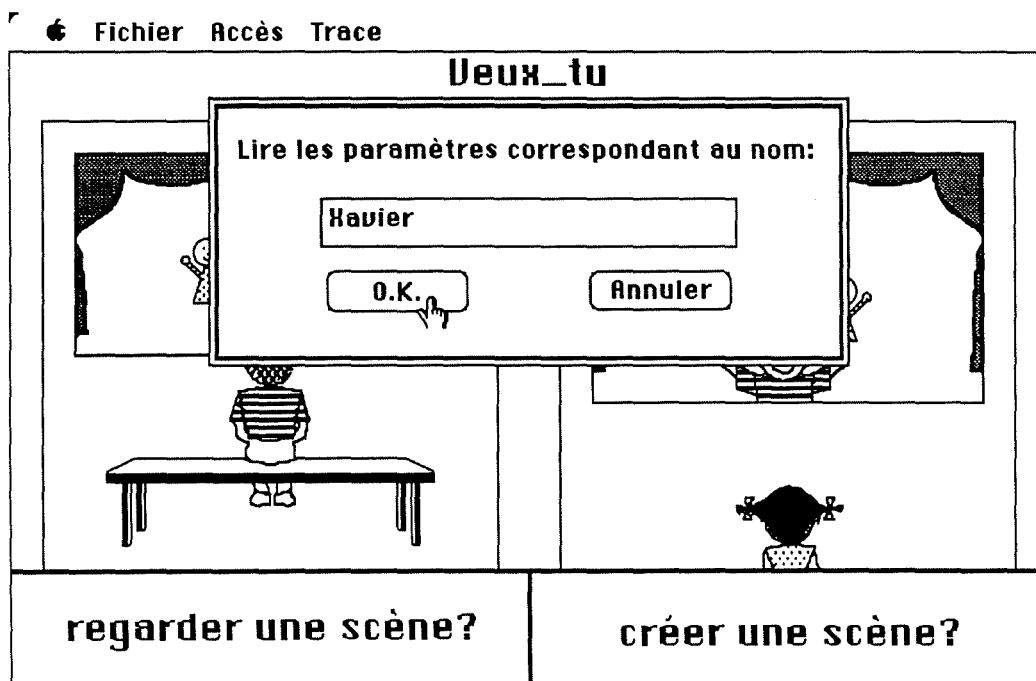 Fichier Accès Trace
Veux_tu
Lire les paramètres correspondant au nom:
Xavier
O.K.
Annuler
regarder une scène?
créer une scène?